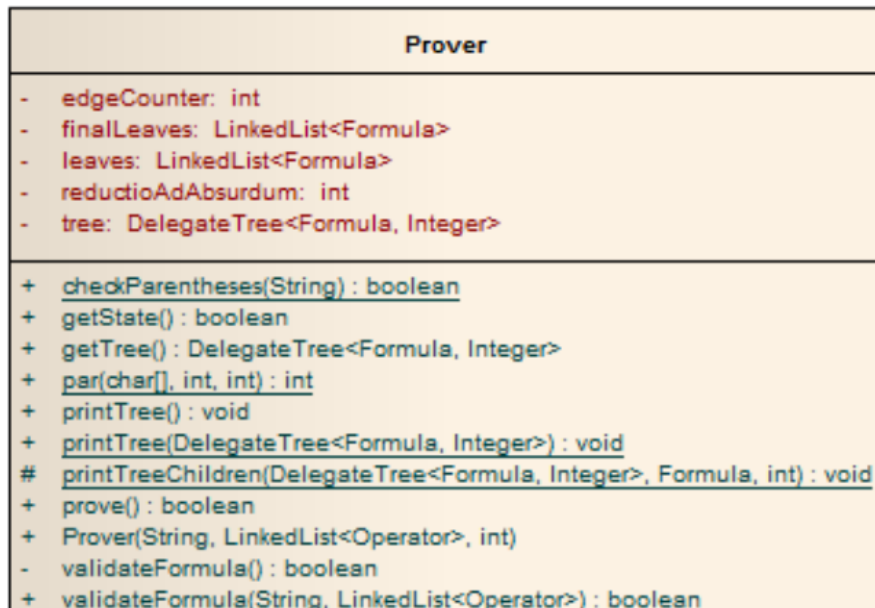 Prover
- edgeCounter: int
- finalLeaves: LinkedList<Formula>
- leaves: LinkedList<Formula>
- reductioAdAbsurdum: int
- tree: DelegateTree<Formula, Integer>
+ checkParentheses(String) : boolean
+ getState() : boolean
+ getTree() : DelegateTree<Formula, Integer>
+ par(char[], int, int) : int
+ printTree() : void
+ printTree(DelegateTree<Formula, Integer>) : void
# printTreeChildren(DelegateTree<Formula, Integer>, Formula, int) : void
+ prove() : boolean
+ Prover(String, LinkedList<Operator>, int)
- validateFormula() : boolean
+ validateFormula(String, LinkedList<Operator>) : boolean